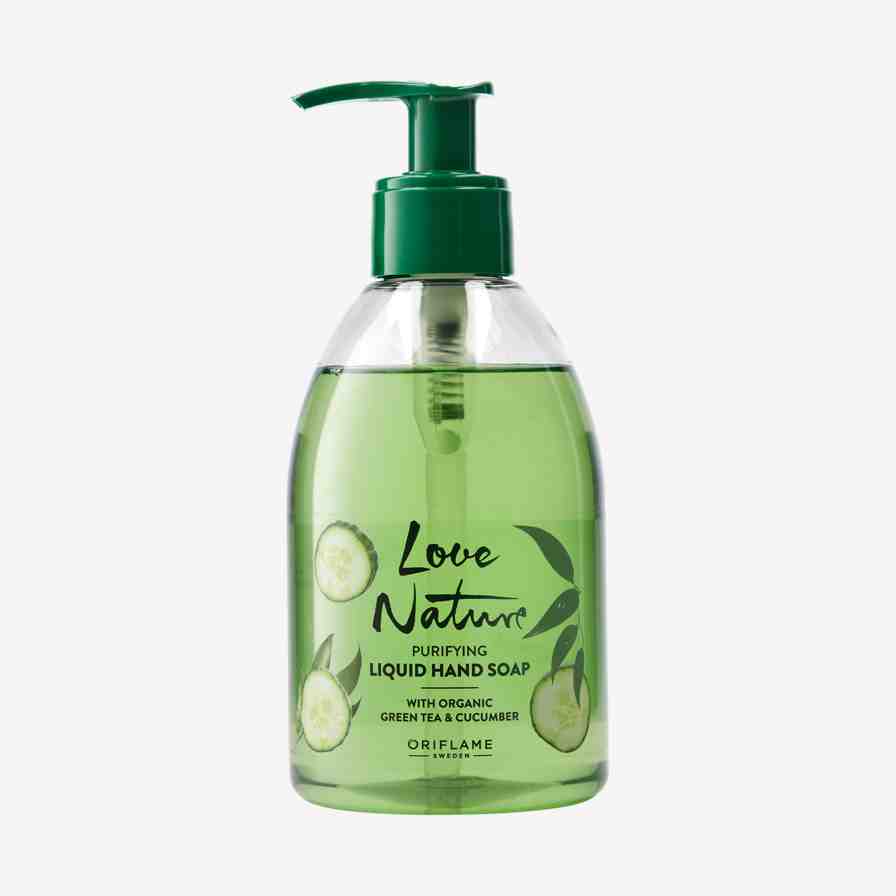 Love
Nature
PURIFYING
LIQUID HAND SOAP
WITH ORGANIC
GREEN TEA & CUCUMBER
ORIFLAME
SWEDEN